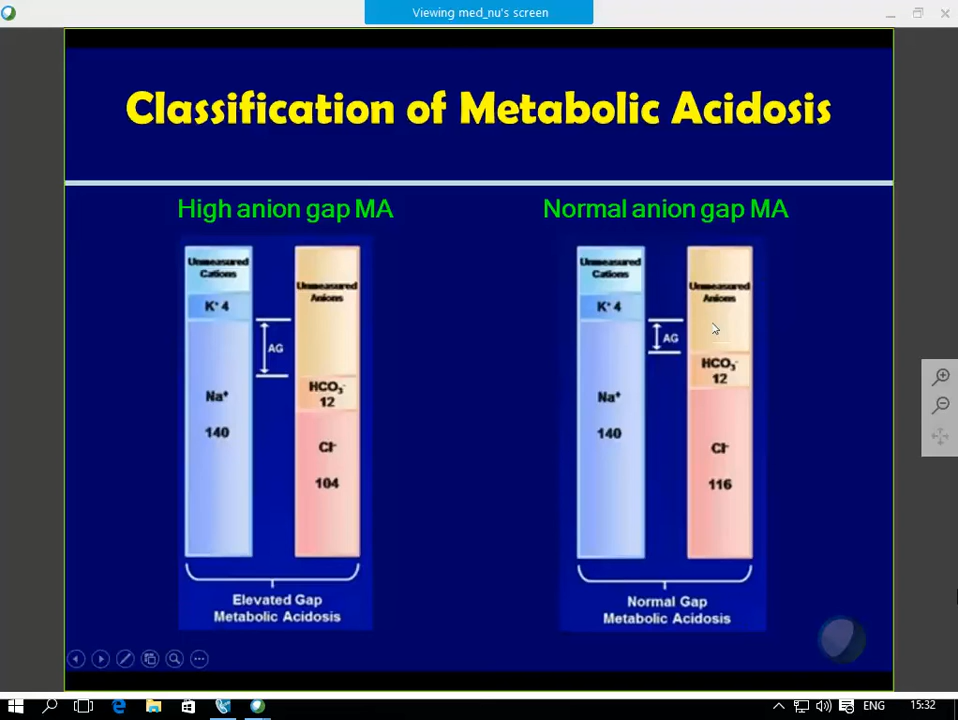 Viewing med_nu's screen
Classification of Metabolic Acidosis
High anion gap MA
Unmeasured
Cations
K⁺ 4
Na⁺
140
AG
Unmeasured
Anions
HCO₃⁻
12
Cl⁻
104
Elevated Gap
Metabolic Acidosis
Normal anion gap MA
Unmeasured
Cations
K⁺ 4
Na⁺
140
AG
Unmeasured
Anions
HCO₃⁻
12
Cl⁻
116
Normal Gap
Metabolic Acidosis
ENG
15:32